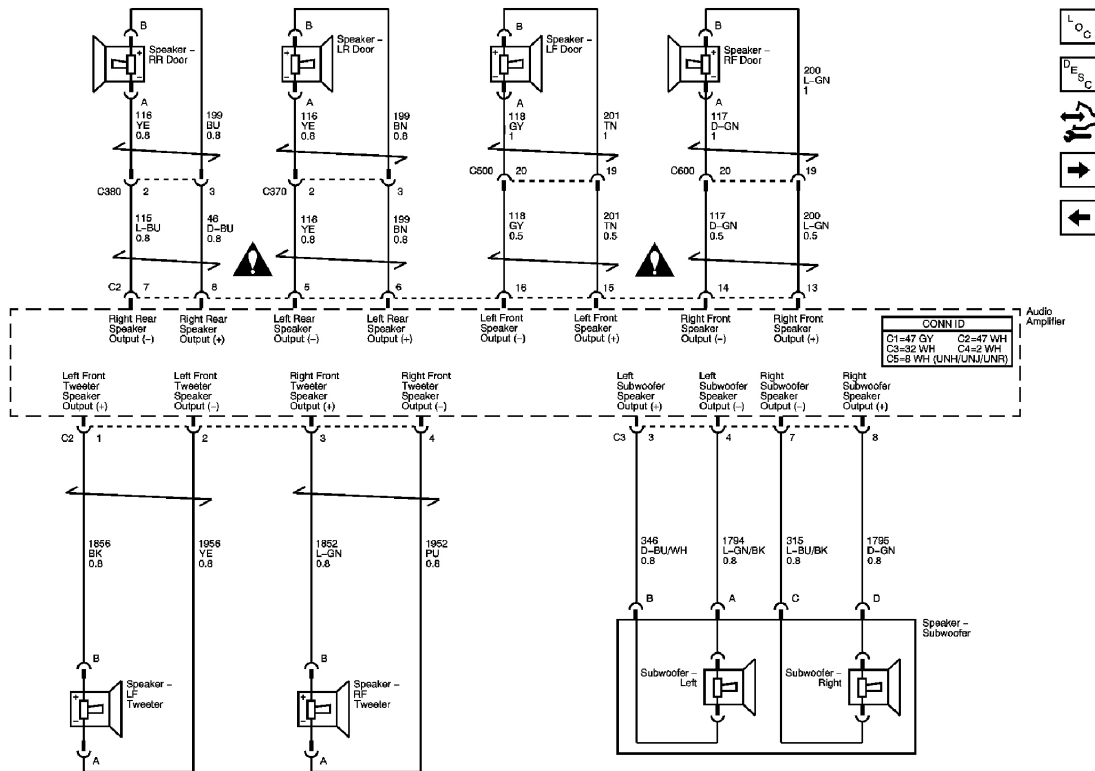 B
Speaker –
RR Door
+
–
A
B
Speaker –
LR Door
+
–
A
B
Speaker –
LF Door
+
–
A
B
Speaker –
RF Door
+
–
A
L
O
C
D
E
S
C
116
YE
0.8
199
BU
0.8
116
YE
0.8
199
BN
0.8
118
GY
1
201
TN
1
117
D–GN
1
200
L–GN
1
C380
2
3
C370
2
3
C500
20
19
C600
20
19
115
L–BU
0.8
46
D–BU
0.8
116
YE
0.8
199
BN
0.8
118
GY
0.5
201
TN
0.5
117
D–GN
0.5
200
L–GN
0.5
C2
7
8
5
6
16
15
14
13
Right Rear
Speaker
Output (–)
Right Rear
Speaker
Output (+)
Left Rear
Speaker
Output (–)
Left Rear
Speaker
Output (+)
Left Front
Speaker
Output (–)
Left Front
Speaker
Output (+)
Right Front
Speaker
Output (–)
Right Front
Speaker
Output (+)
Audio
Amplifier
CONN ID
C1=47 GY C2=47 WH
C3=32 WH C4=2 WH
C5=8 WH (UNH/UNJ/UNR)
Left Front
Tweeter
Speaker
Output (+)
Left Front
Tweeter
Speaker
Output (–)
Right Front
Tweeter
Speaker
Output (+)
Right Front
Tweeter
Speaker
Output (–)
Left
Subwoofer
Speaker
Output (+)
Left
Subwoofer
Speaker
Output (–)
Right
Subwoofer
Speaker
Output (–)
Right
Subwoofer
Speaker
Output (+)
C2
1
2
3
4
C3
3
4
7
8
1856
BK
0.8
1956
YE
0.8
1852
L–GN
0.8
1952
PU
0.8
346
D–BU/WH
0.8
1794
L–GN/BK
0.8
315
L–BU/BK
0.8
1795
D–GN
0.8
B
A
C
D
Speaker –
Subwoofer
Subwoofer –
Left
Subwoofer –
Right
B
Speaker –
LF
Tweeter
+
–
A
B
Speaker –
RF
Tweeter
+
–
A